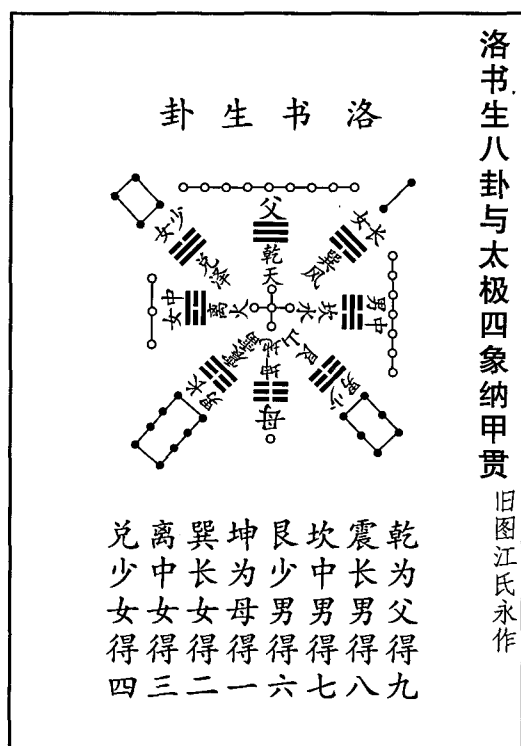 洛书生八卦与太极四象纳甲贯
旧图江氏永作
洛书生卦
父
乾
天
长女
巽
风
中男
坎
水
少男
艮
山
母
坤
地
长男
震
雷
中女
离
火
少女
兑
泽
乾为父得九
震长男得八
坎中男得七
艮少男得六
坤为母得一
巽长女得二
离中女得三
兑少女得四